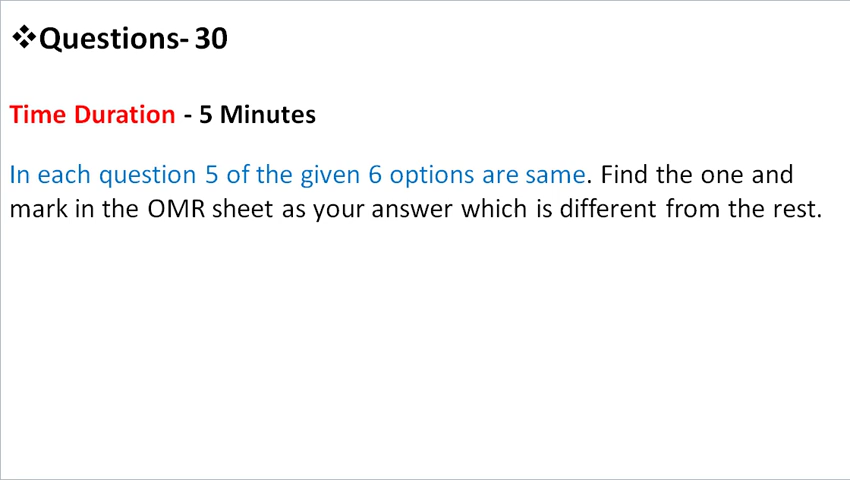 ❖Questions- 30
Time Duration - 5 Minutes
In each question 5 of the given 6 options are same. Find the one and
mark in the OMR sheet as your answer which is different from the rest.